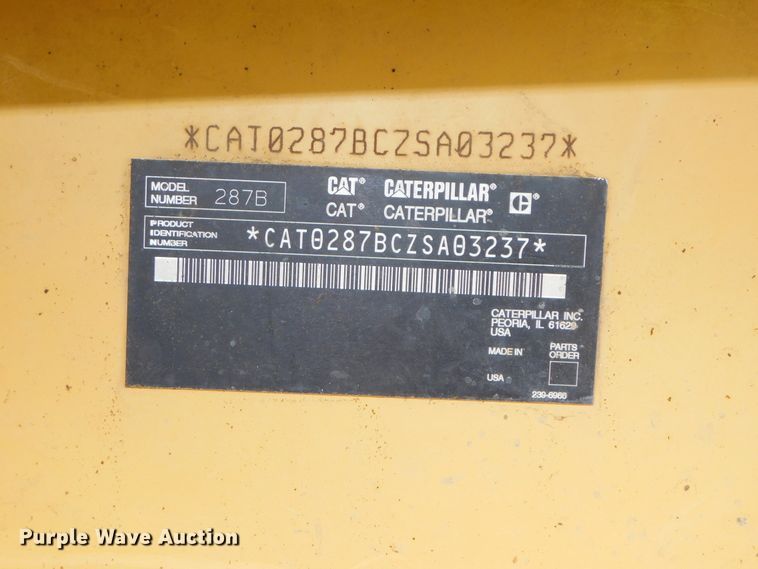 *CAT0287BCZSA03237*
MODEL NUMBER 287B
CAT® CATERPILLAR® C®
CAT® CATERPILLAR®
PRODUCT IDENTIFICATION NUMBER *CAT0287BCZSA03237*
CATERPILLAR INC.
PEORIA, IL 61629
USA
MADE IN
USA
PARTS
ORDER
239-6966
Purple Wave Auction